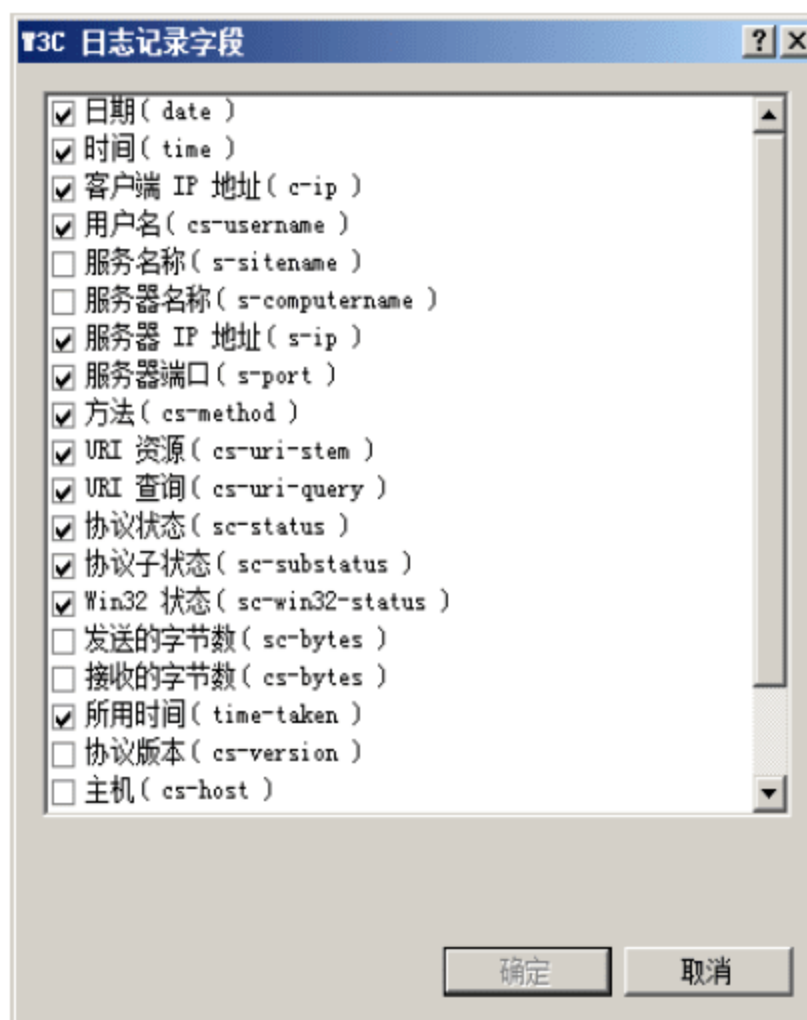 W3C 日志记录字段
日期( date )
时间( time )
客户端 IP 地址( c-ip )
用户名( cs-username )
服务名称( s-sitename )
服务器名称( s-computername )
服务器 IP 地址( s-ip )
服务器端口( s-port )
方法( cs-method )
URI 资源( cs-uri-stem )
URI 查询( cs-uri-query )
协议状态( sc-status )
协议子状态( sc-substatus )
Win32 状态( sc-win32-status )
发送的字节数( sc-bytes )
接收的字节数( cs-bytes )
所用时间( time-taken )
协议版本( cs-version )
主机( cs-host )
确定 取消